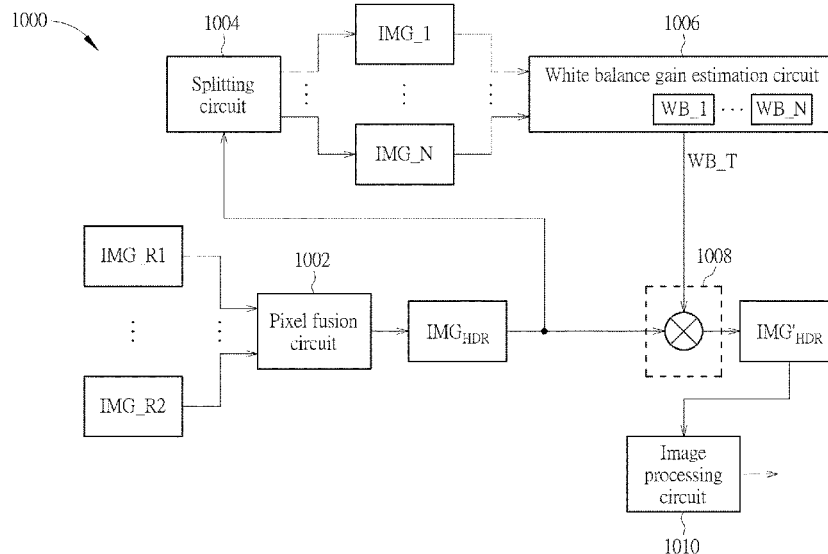 1000
1004
Splitting
circuit
IMG_1
⋮ ⋮ ⋮
IMG_N
1006
White balance gain estimation circuit
WB_1 ··· WB_N
WB_T
IMG_R1
⋮ ⋮
IMG_R2
1002
Pixel fusion
circuit
IMG_HDR
1008
IMG'_HDR
Image
processing
circuit
1010